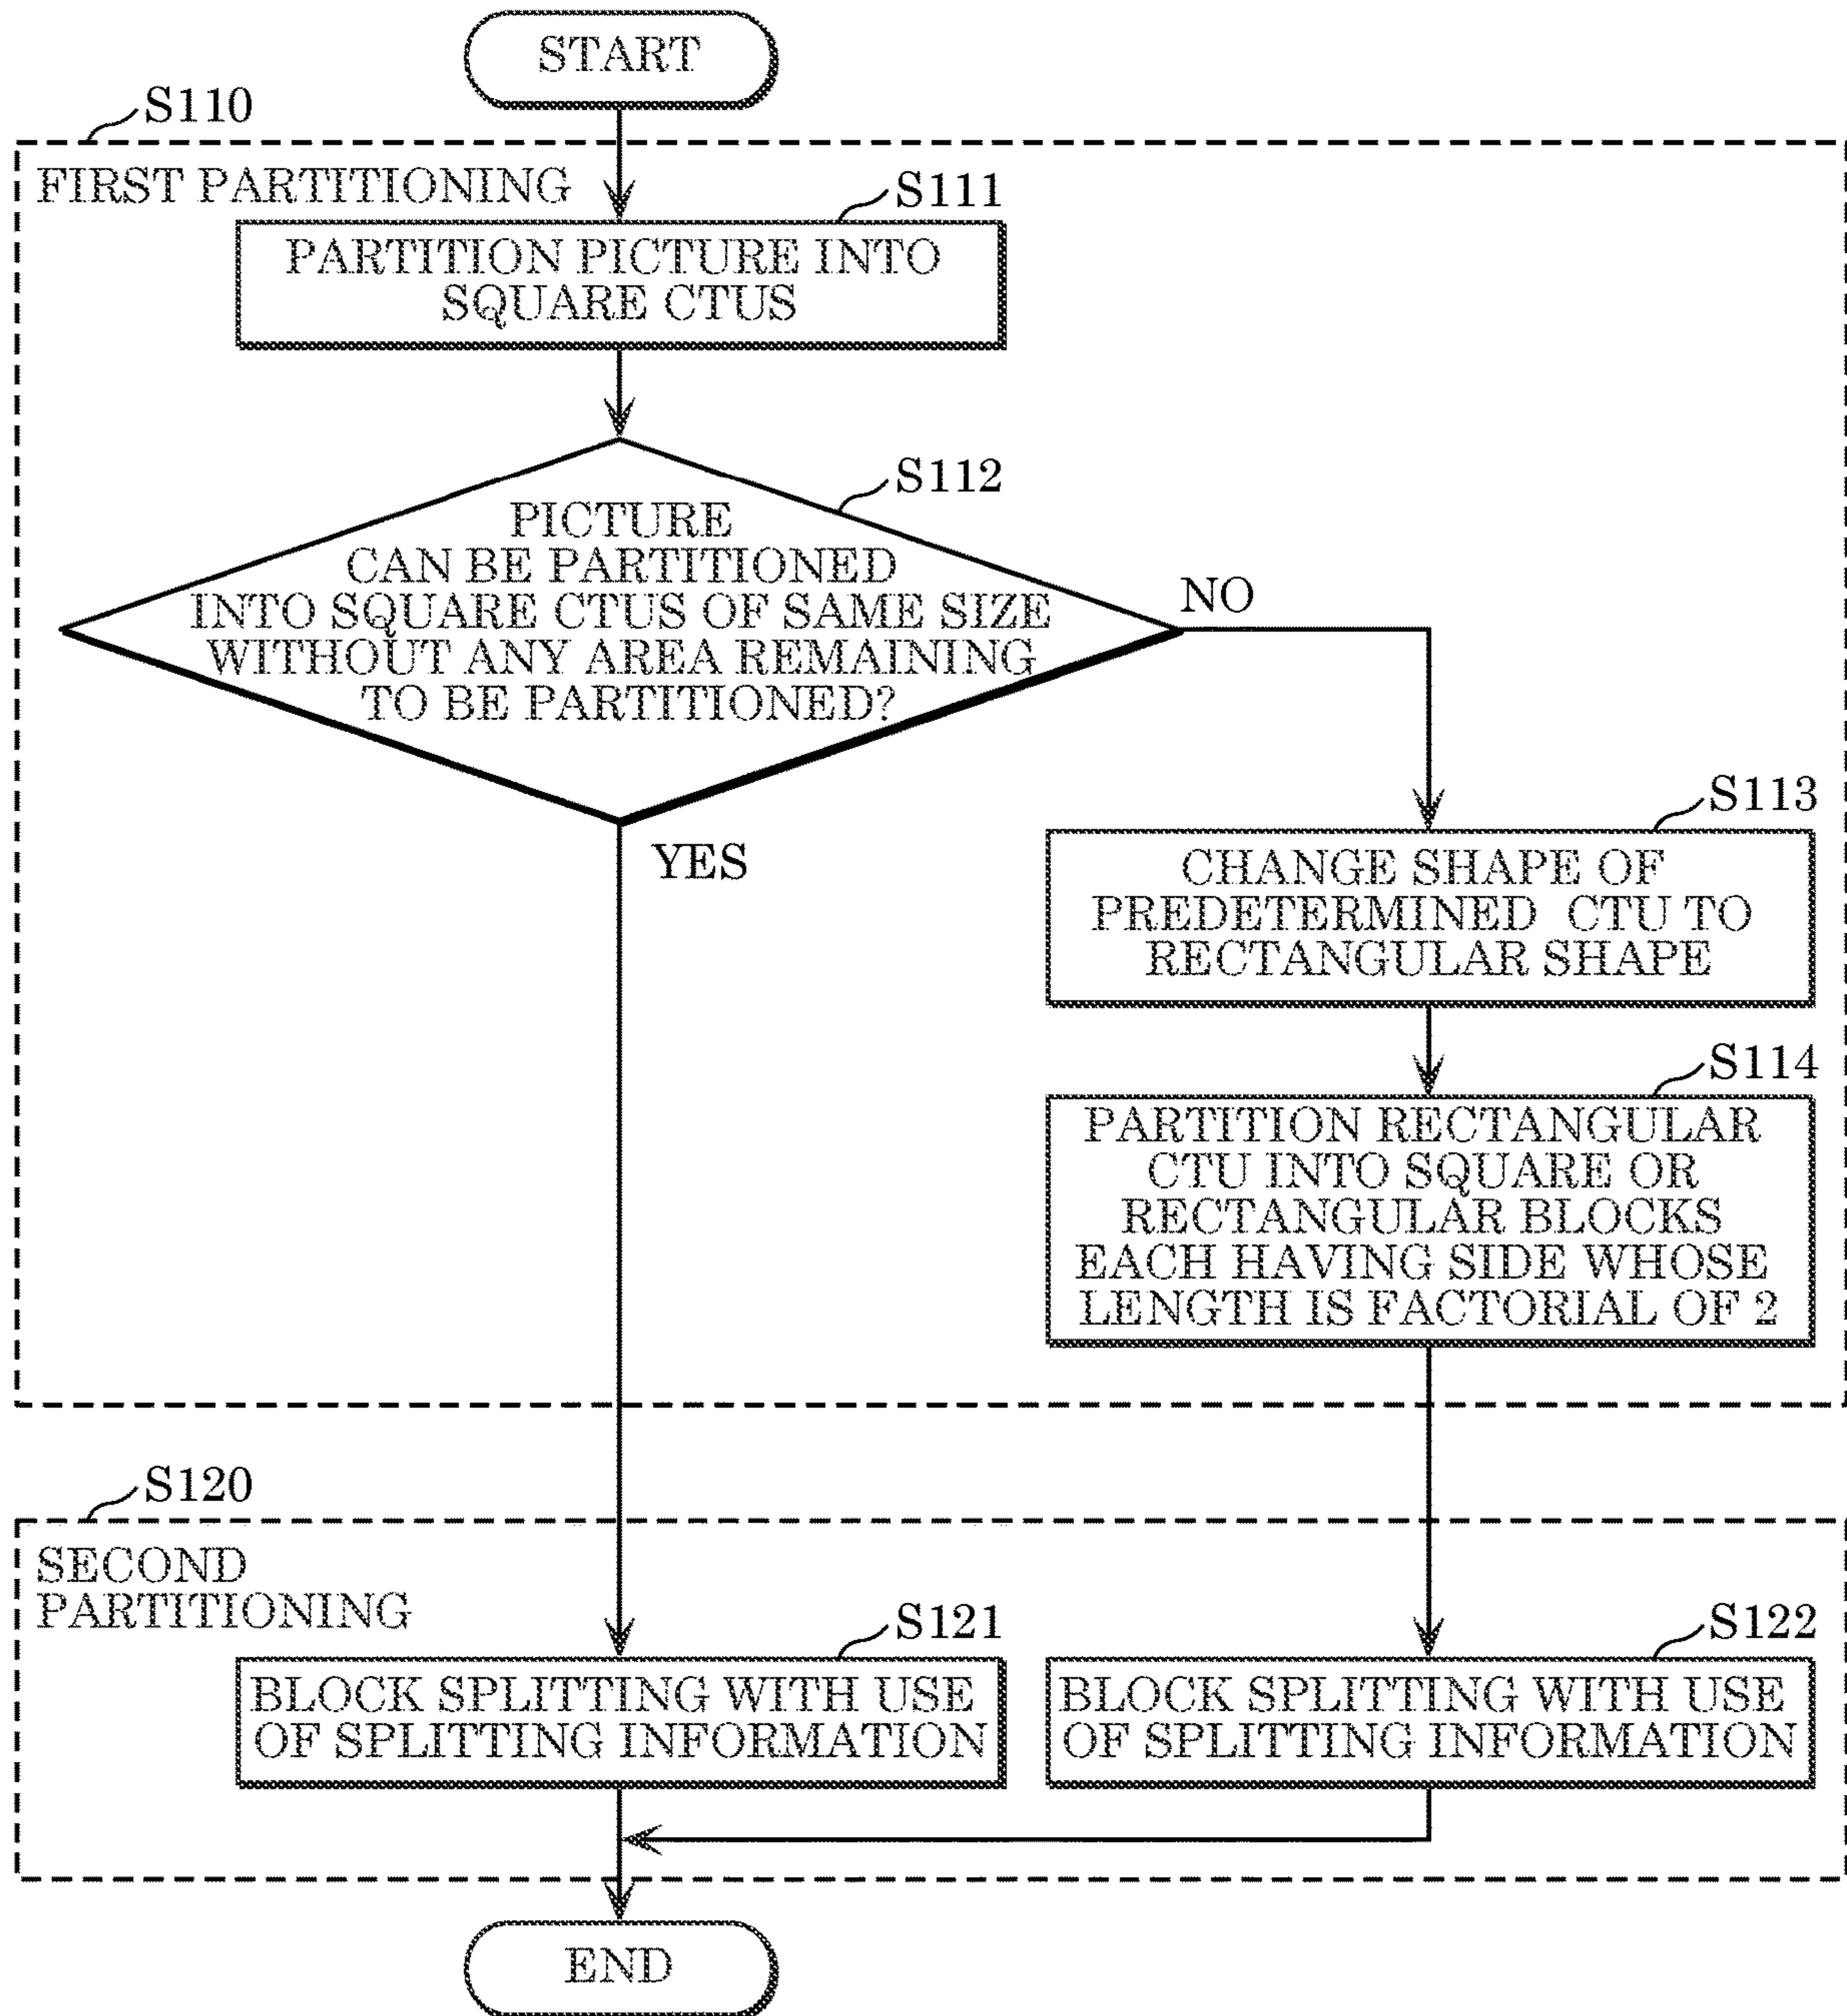 START
S110
FIRST PARTITIONING
S111
PARTITION PICTURE INTO
SQUARE CTUS
S112
PICTURE
CAN BE PARTITIONED
INTO SQUARE CTUS OF SAME SIZE
WITHOUT ANY AREA REMAINING
TO BE PARTITIONED?
NO
YES
S113
CHANGE SHAPE OF
PREDETERMINED CTU TO
RECTANGULAR SHAPE
S114
PARTITION RECTANGULAR
CTU INTO SQUARE OR
RECTANGULAR BLOCKS
EACH HAVING SIDE WHOSE
LENGTH IS FACTORIAL OF 2
S120
SECOND
PARTITIONING
S121
BLOCK SPLITTING WITH USE
OF SPLITTING INFORMATION
S122
BLOCK SPLITTING WITH USE
OF SPLITTING INFORMATION
END